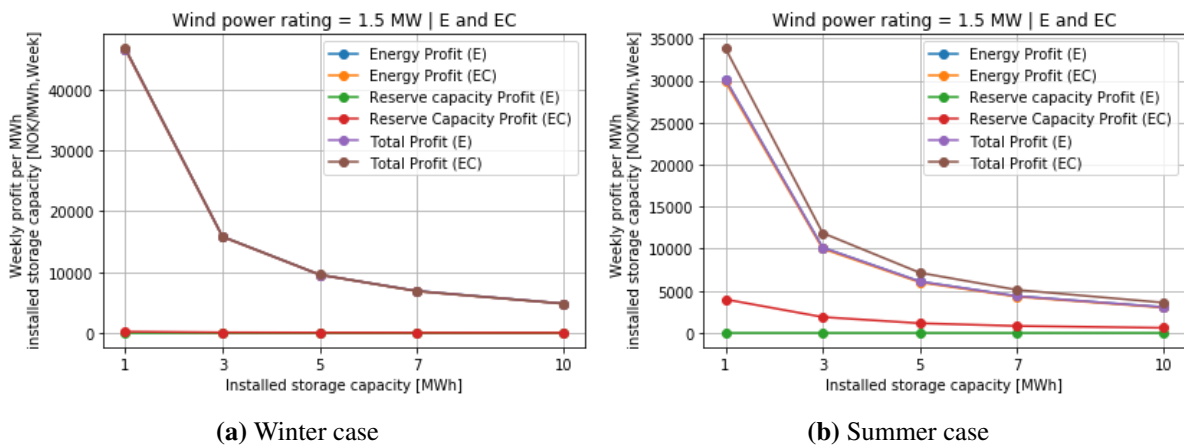 Wind power rating = 1.5 MW | E and EC
Weekly profit per MWh
installed storage capacity [NOK/MWh,Week]
40000
30000
20000
10000
0
Energy Profit (E)
Energy Profit (EC)
Reserve capacity Profit (E)
Reserve Capacity Profit (EC)
Total Profit (E)
Total Profit (EC)
1 3 5 7 10
Installed storage capacity [MWh]
(a) Winter case
Wind power rating = 1.5 MW | E and EC
Weekly profit per MWh
installed storage capacity [NOK/MWh,Week]
35000
30000
25000
20000
15000
10000
5000
0
Energy Profit (E)
Energy Profit (EC)
Reserve capacity Profit (E)
Reserve Capacity Profit (EC)
Total Profit (E)
Total Profit (EC)
1 3 5 7 10
Installed storage capacity [MWh]
(b) Summer case